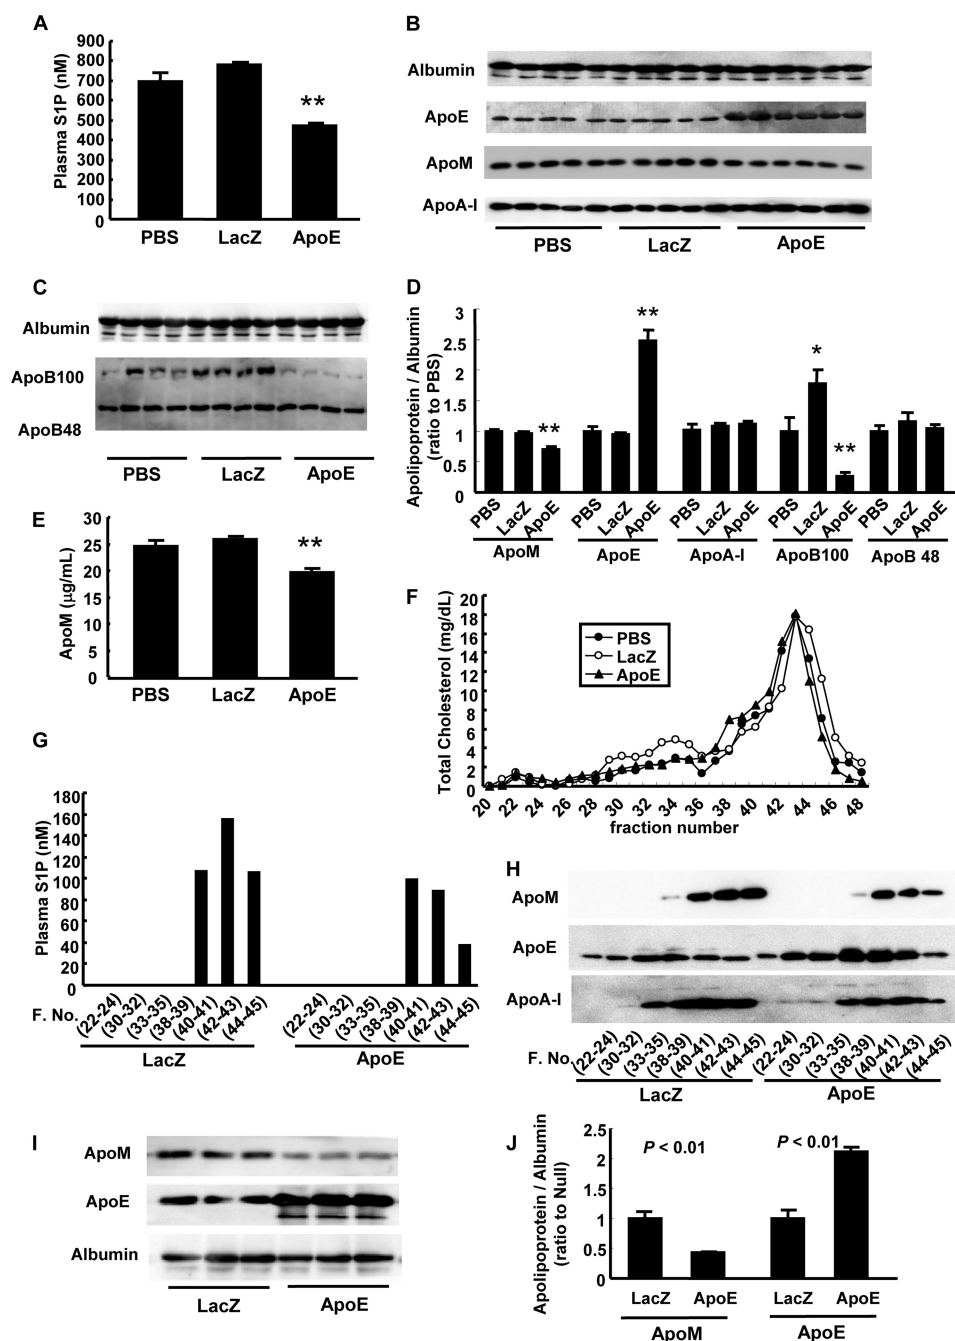 A
Plasma S1P (nM)
900
800
700
600
500
400
300
200
100
0
**
PBS LacZ ApoE
B
Albumin
ApoE
ApoM
ApoA-I
PBS LacZ ApoE
C
Albumin
ApoB100
ApoB48
PBS LacZ ApoE
D
Apolipoprotein / Albumin
(ratio to PBS)
3
2.5
2
1.5
1
0.5
0
** ** * **
PBS LacZ ApoE PBS LacZ ApoE PBS LacZ ApoE PBS LacZ ApoE PBS LacZ ApoE
ApoM ApoE ApoA-I ApoB100 ApoB 48
E
ApoM (µg/mL)
30
25
20
15
10
5
0
**
PBS LacZ ApoE
F
Total Cholesterol (mg/dL)
20
18
16
14
12
10
8
6
4
2
0
PBS
LacZ
ApoE
20 22 24 26 28 30 32 34 36 38 40 42 44 46 48
fraction number
G
Plasma S1P (nM)
180
160
140
120
100
80
60
40
20
0
F. No. (22-24) (30-32) (33-35) (38-39) (40-41) (42-43) (44-45) (22-24) (30-32) (33-35) (38-39) (40-41) (42-43) (44-45)
LacZ ApoE
H
ApoM
ApoE
ApoA-I
F. No. (22-24) (30-32) (33-35) (38-39) (40-41) (42-43) (44-45) (22-24) (30-32) (33-35) (38-39) (40-41) (42-43) (44-45)
LacZ ApoE
I
ApoM
ApoE
Albumin
LacZ ApoE
J
Apolipoprotein / Albumin
(ratio to Null)
2.5
2
1.5
1
0.5
0
P < 0.01 P < 0.01
LacZ ApoE LacZ ApoE
ApoM ApoE